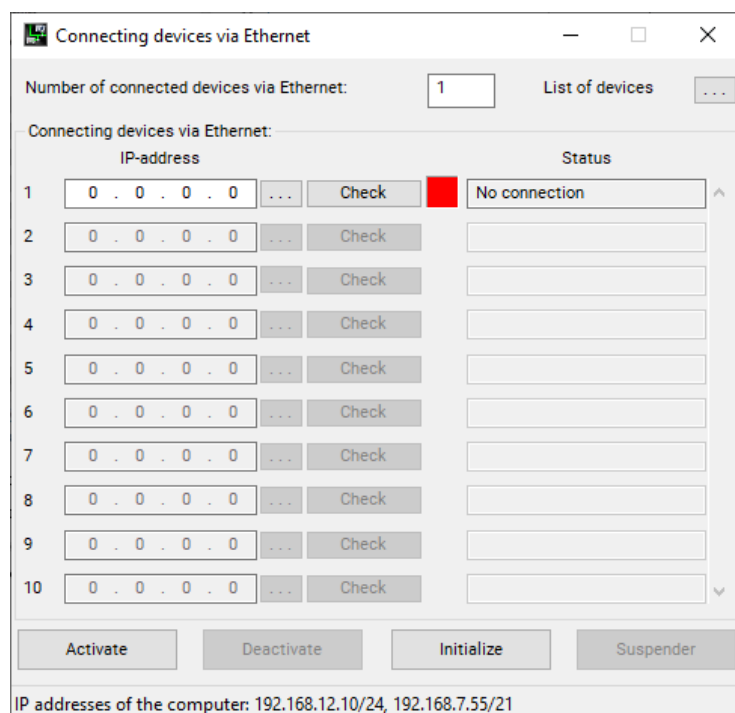 Connecting devices via Ethernet
Number of connected devices via Ethernet: 1 List of devices ...
Connecting devices via Ethernet:
IP-address Status
1 0 . 0 . 0 . 0 ... Check No connection
2 0 . 0 . 0 . 0 ... Check
3 0 . 0 . 0 . 0 ... Check
4 0 . 0 . 0 . 0 ... Check
5 0 . 0 . 0 . 0 ... Check
6 0 . 0 . 0 . 0 ... Check
7 0 . 0 . 0 . 0 ... Check
8 0 . 0 . 0 . 0 ... Check
9 0 . 0 . 0 . 0 ... Check
10 0 . 0 . 0 . 0 ... Check
Activate Deactivate Initialize Suspender
IP addresses of the computer: 192.168.12.10/24, 192.168.7.55/21